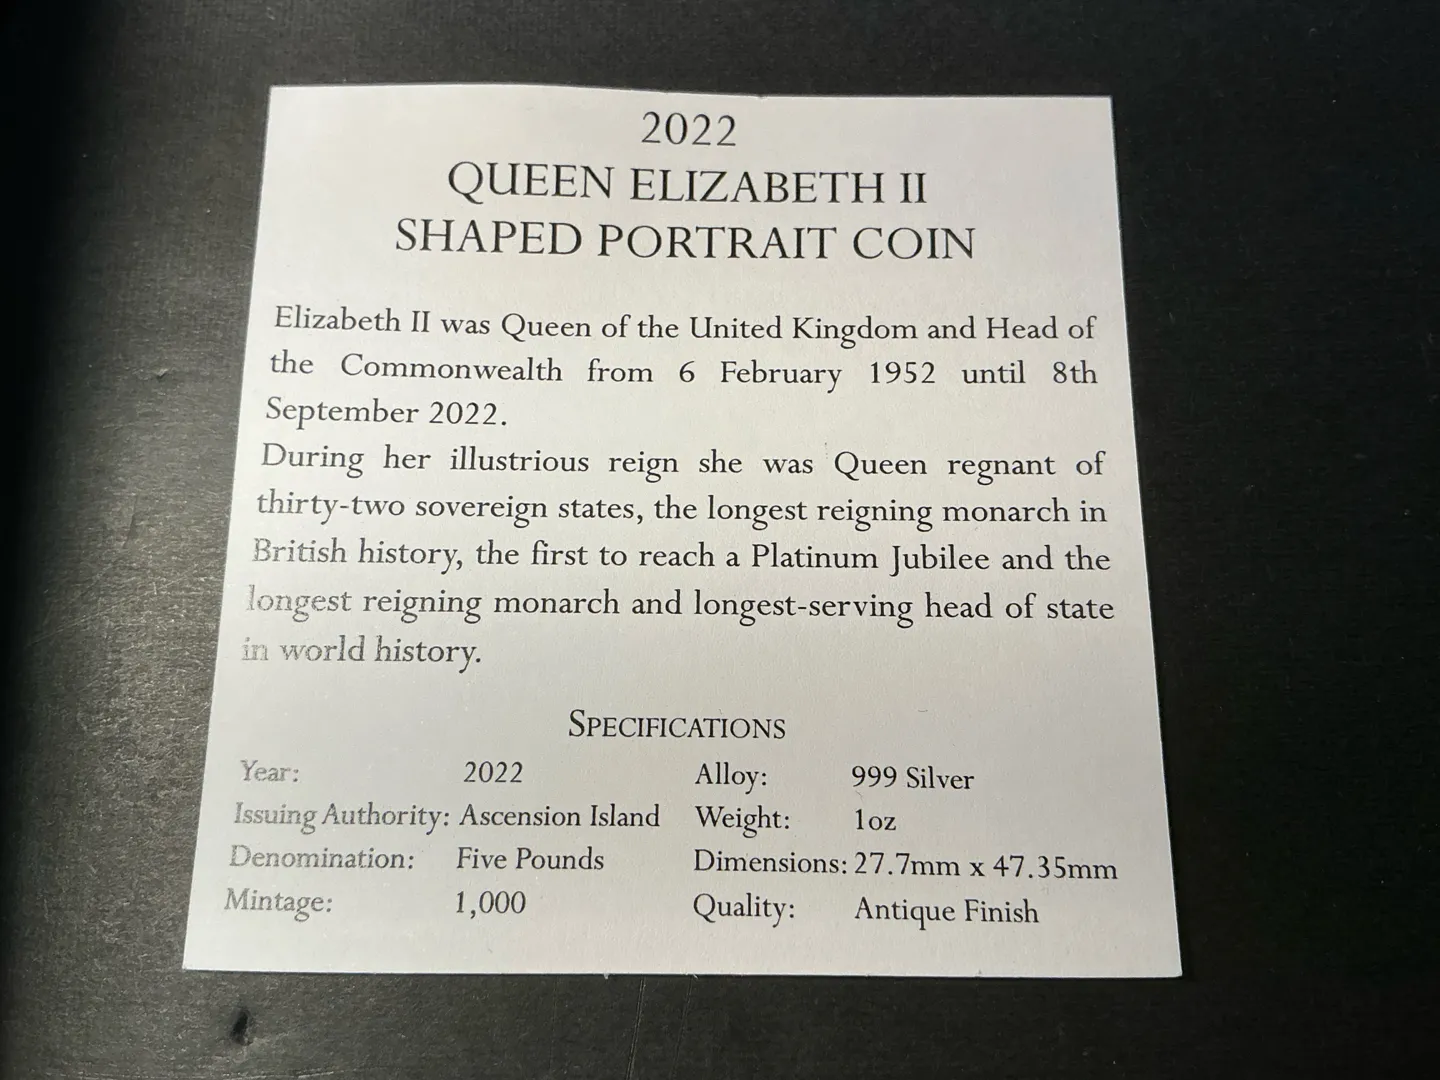 2022
QUEEN ELIZABETH II
SHAPED PORTRAIT COIN
Elizabeth II was Queen of the United Kingdom and Head of
the Commonwealth from 6 February 1952 until 8th
September 2022.
During her illustrious reign she was Queen regnant of
thirty-two sovereign states, the longest reigning monarch in
British history, the first to reach a Platinum Jubilee and the
longest reigning monarch and longest-serving head of state
in world history.
SPECIFICATIONS
Year: 2022 Alloy: 999 Silver
Issuing Authority: Ascension Island Weight: 1oz
Denomination: Five Pounds Dimensions: 27.7mm x 47.35mm
Mintage: 1,000 Quality: Antique Finish